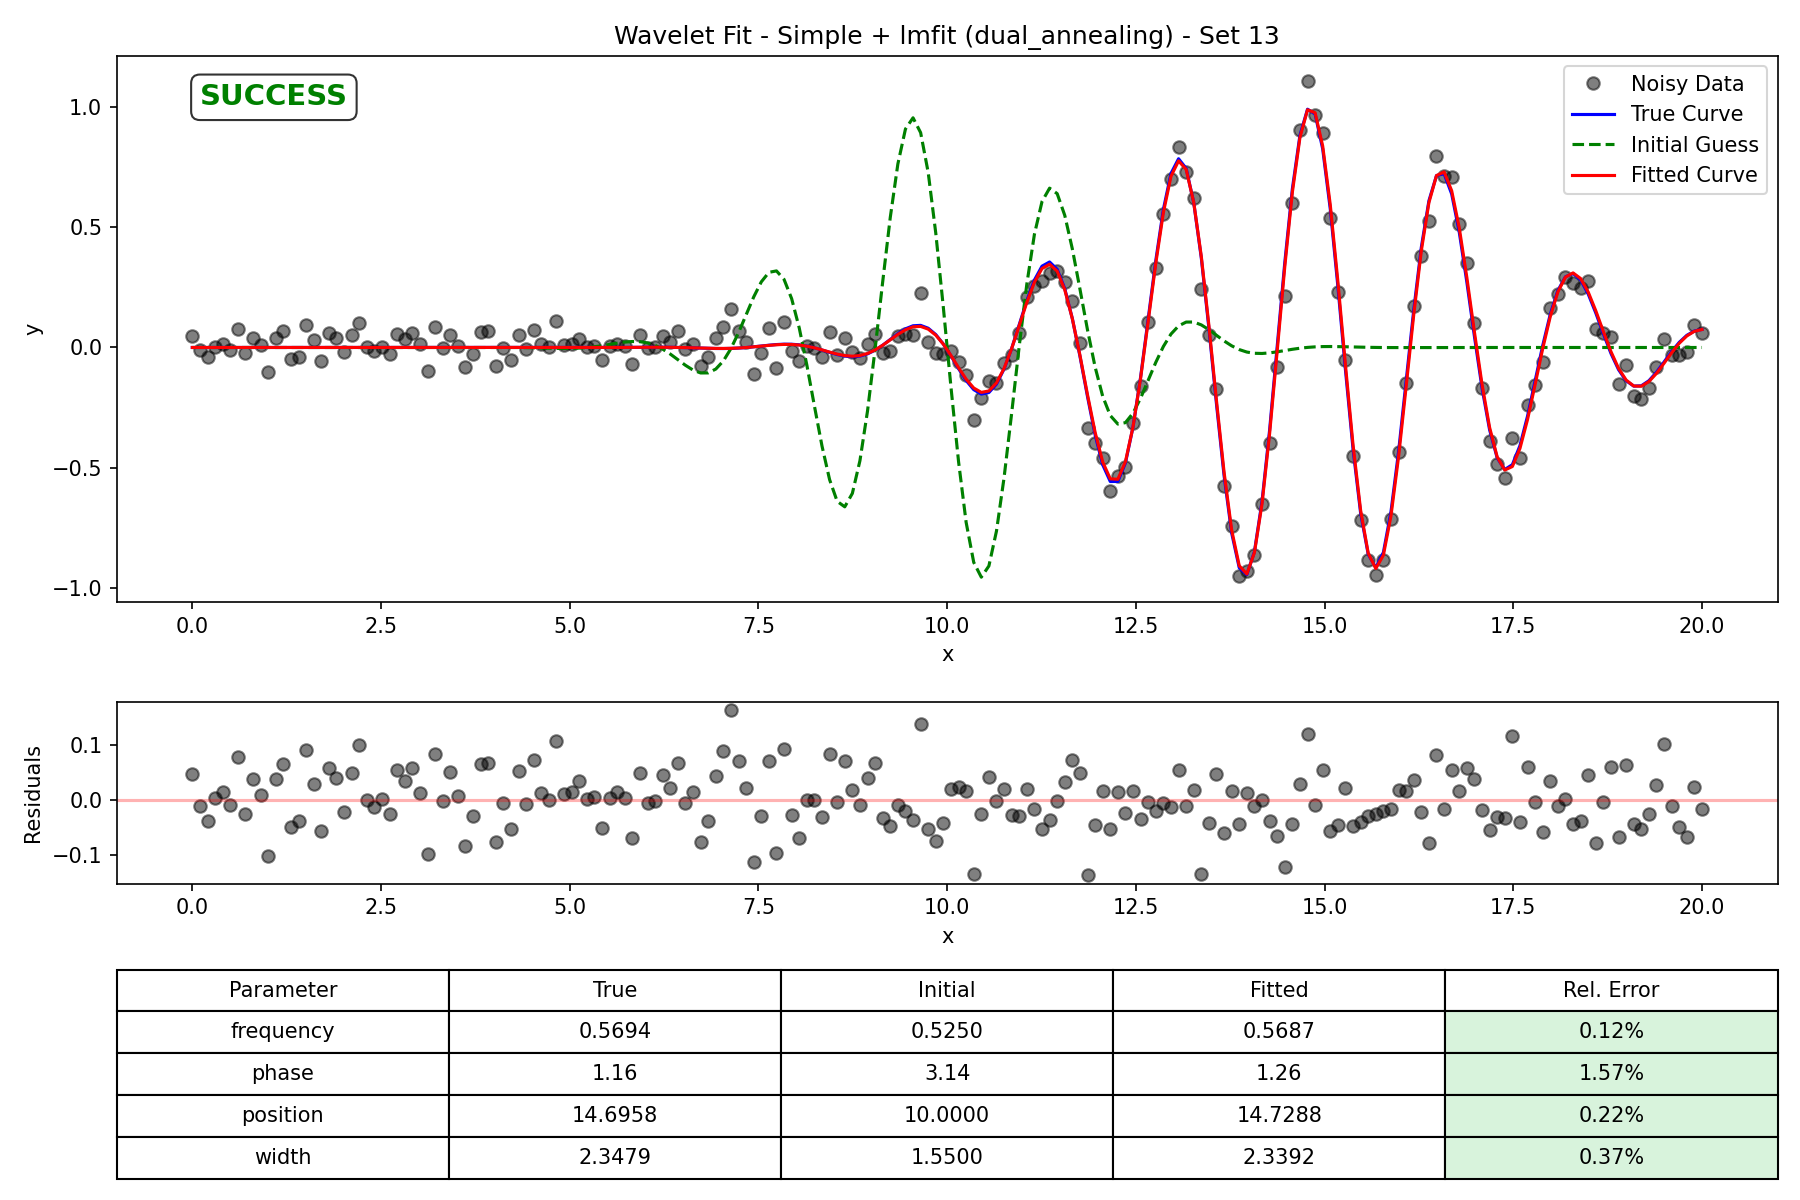 Wavelet Fit - Simple + lmfit (dual_annealing) - Set 13
SUCCESS
Noisy Data
True Curve
Initial Guess
Fitted Curve
y
1.0
0.5
0.0
−0.5
−1.0
0.0 2.5 5.0 7.5 10.0 12.5 15.0 17.5 20.0
x
Residuals
0.1
0.0
−0.1
0.0 2.5 5.0 7.5 10.0 12.5 15.0 17.5 20.0
x
Parameter True Initial Fitted Rel. Error
frequency 0.5694 0.5250 0.5687 0.12%
phase 1.16 3.14 1.26 1.57%
position 14.6958 10.0000 14.7288 0.22%
width 2.3479 1.5500 2.3392 0.37%